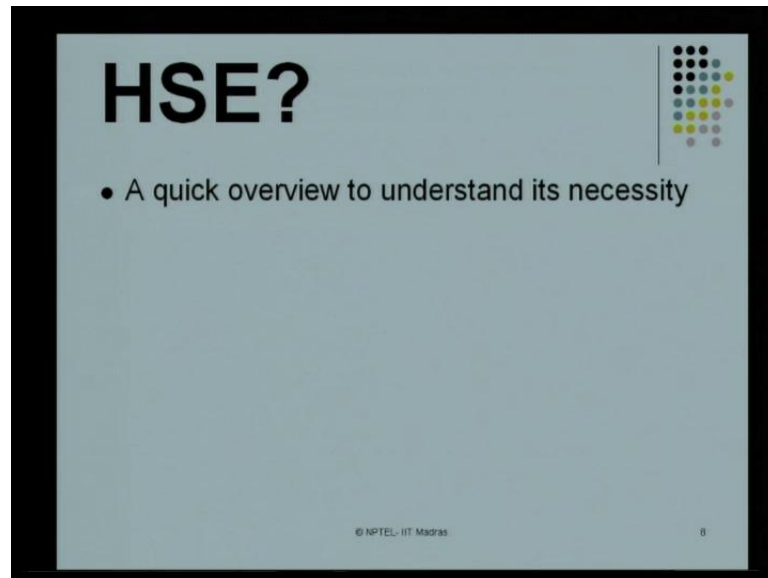 HSE?
• A quick overview to understand its necessity
© NPTEL- IIT Madras
8